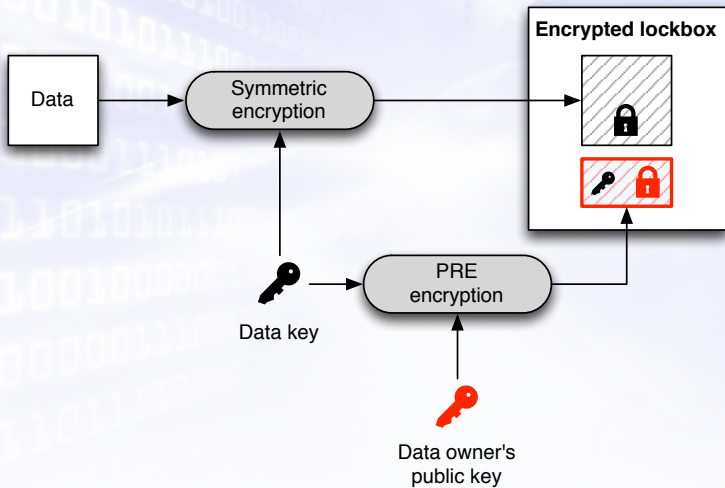 Encrypted lockbox
Data
Symmetric
encryption
PRE
encryption
Data key
Data owner's
public key